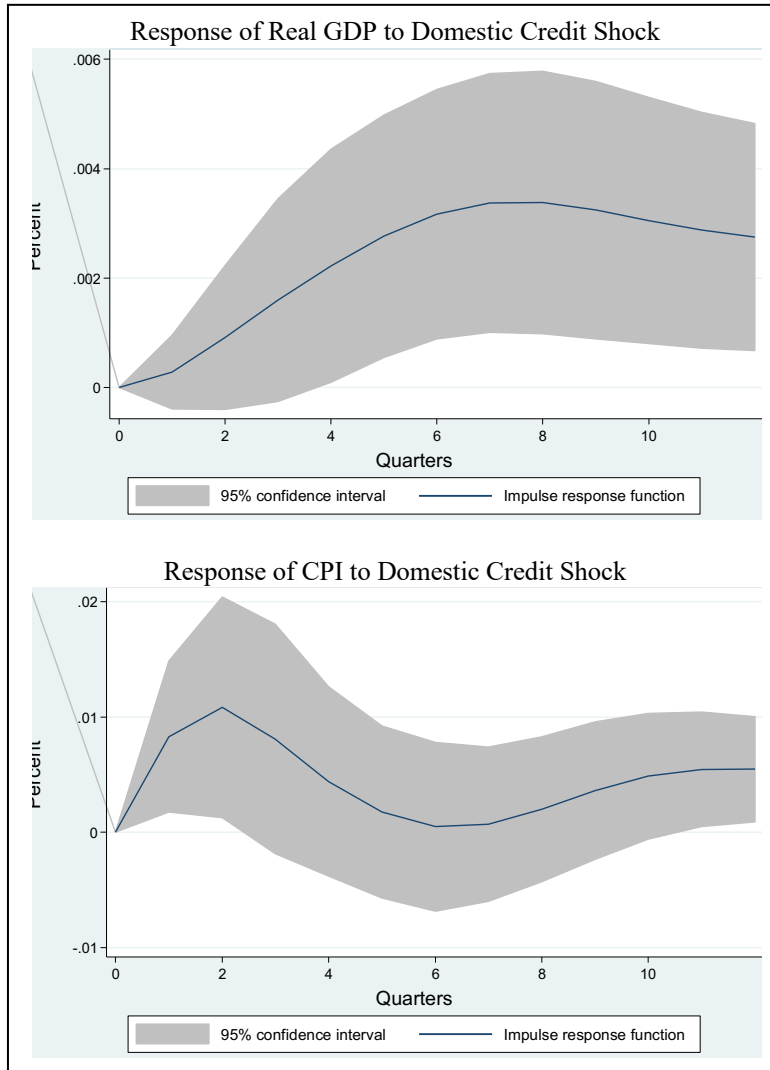 Response of Real GDP to Domestic Credit Shock
.006
.004
.002
0
Percent
0 2 4 6 8 10
Quarters
95% confidence interval Impulse response function
Response of CPI to Domestic Credit Shock
.02
.01
0
-.01
Percent
0 2 4 6 8 10
Quarters
95% confidence interval Impulse response function